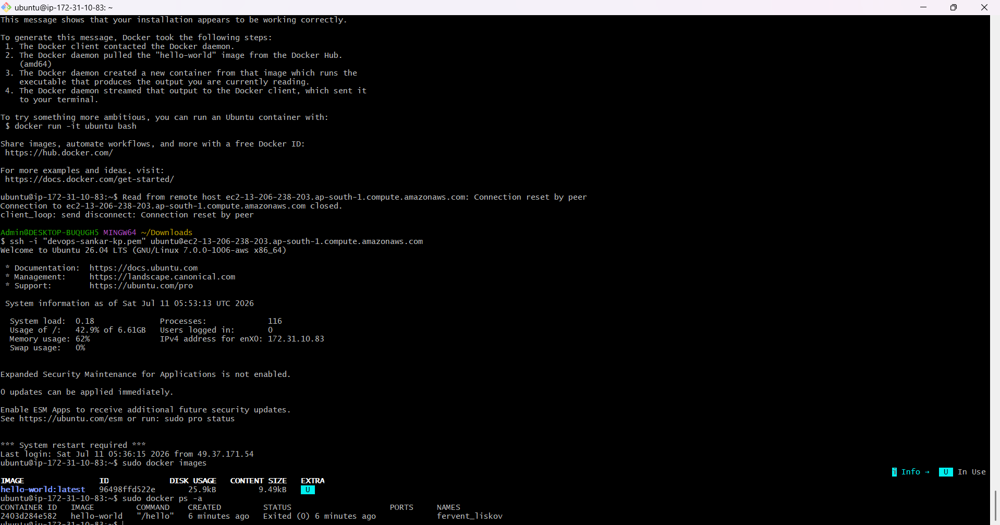 ubuntu@ip-172-31-10-83: ~
This message shows that your installation appears to be working correctly.
To generate this message, Docker took the following steps:
1. The Docker client contacted the Docker daemon.
2. The Docker daemon pulled the "hello-world" image from the Docker Hub.
(amd64)
3. The Docker daemon created a new container from that image which runs the
executable that produces the output you are currently reading.
4. The Docker daemon streamed that output to the Docker client, which sent it
to your terminal.
To try something more ambitious, you can run an Ubuntu container with:
$ docker run -it ubuntu bash
Share images, automate workflows, and more with a free Docker ID:
https://hub.docker.com/
For more examples and ideas, visit:
https://docs.docker.com/get-started/
ubuntu@ip-172-31-10-83:~$ Read from remote host ec2-13-206-238-203.ap-south-1.compute.amazonaws.com: Connection reset by peer
Connection to ec2-13-206-238-203.ap-south-1.compute.amazonaws.com closed.
client_loop: send disconnect: Connection reset by peer
Admin@DESKTOP-BUQUGH5 MINGW64 ~/Downloads
$ ssh -i "devops-sankar-kp.pem" ubuntu@ec2-13-206-238-203.ap-south-1.compute.amazonaws.com
Welcome to Ubuntu 26.04 LTS (GNU/Linux 7.0.0-1006-aws x86_64)
* Documentation:  https://docs.ubuntu.com
* Management:     https://landscape.canonical.com
* Support:        https://ubuntu.com/pro
System information as of Sat Jul 11 05:53:13 UTC 2026
System load:  0.18              Processes:             116
Usage of /:   42.9% of 6.61GB   Users logged in:       0
Memory usage: 62%               IPv4 address for enX0: 172.31.10.83
Swap usage:   0%
Expanded Security Maintenance for Applications is not enabled.
0 updates can be applied immediately.
Enable ESM Apps to receive additional future security updates.
See https://ubuntu.com/esm or run: sudo pro status
*** System restart required ***
Last login: Sat Jul 11 05:36:15 2026 from 49.37.171.54
ubuntu@ip-172-31-10-83:~$ sudo docker images
i Info →   U  In Use
IMAGE                ID             DISK USAGE   CONTENT SIZE   EXTRA
hello-world:latest   96498ffd522e       25.9kB         9.49kB    U
ubuntu@ip-172-31-10-83:~$ sudo docker ps -a
CONTAINER ID   IMAGE         COMMAND    CREATED         STATUS                     PORTS     NAMES
2403d284e582   hello-world   "/hello"   6 minutes ago   Exited (0) 6 minutes ago             fervent_liskov
ubuntu@ip-172-31-10-83:~$